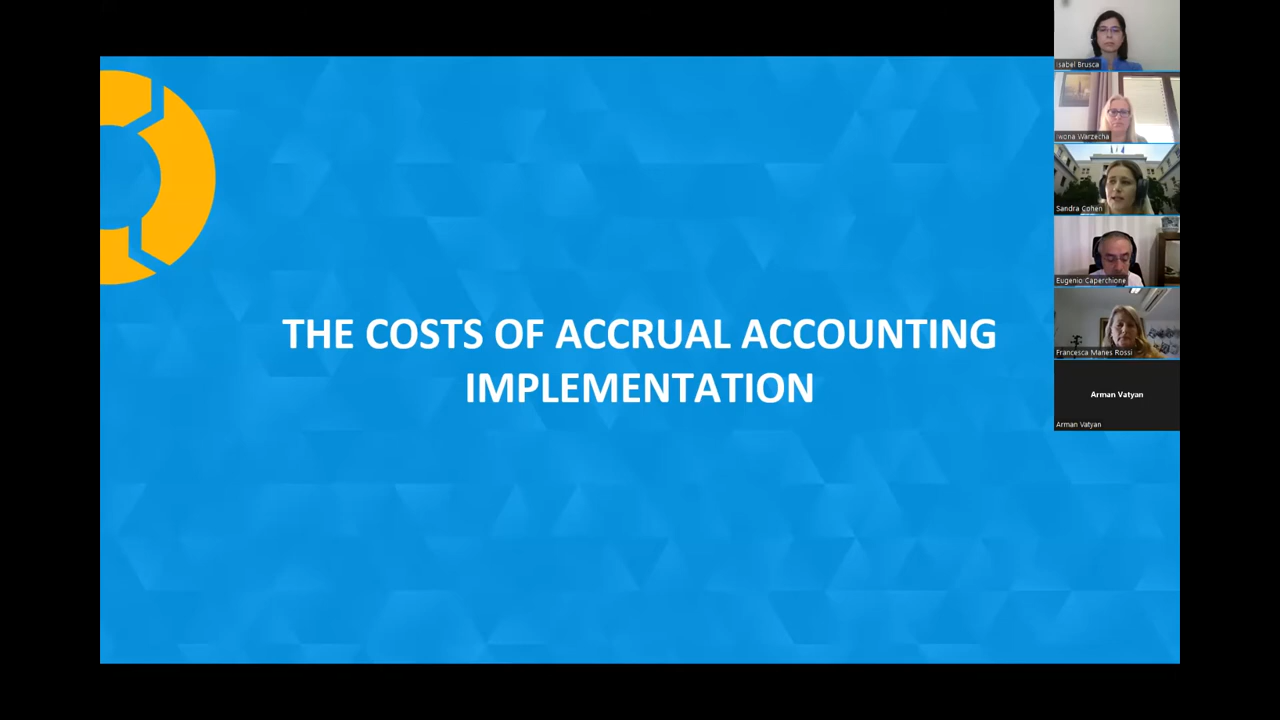 THE COSTS OF ACCRUAL ACCOUNTING
IMPLEMENTATION
Isabel Brusca
Iwona Warzecha
Sandra Cohen
Eugenio Caperchione
Francesca Manes Rossi
Arman Vatyan
Arman Vatyan